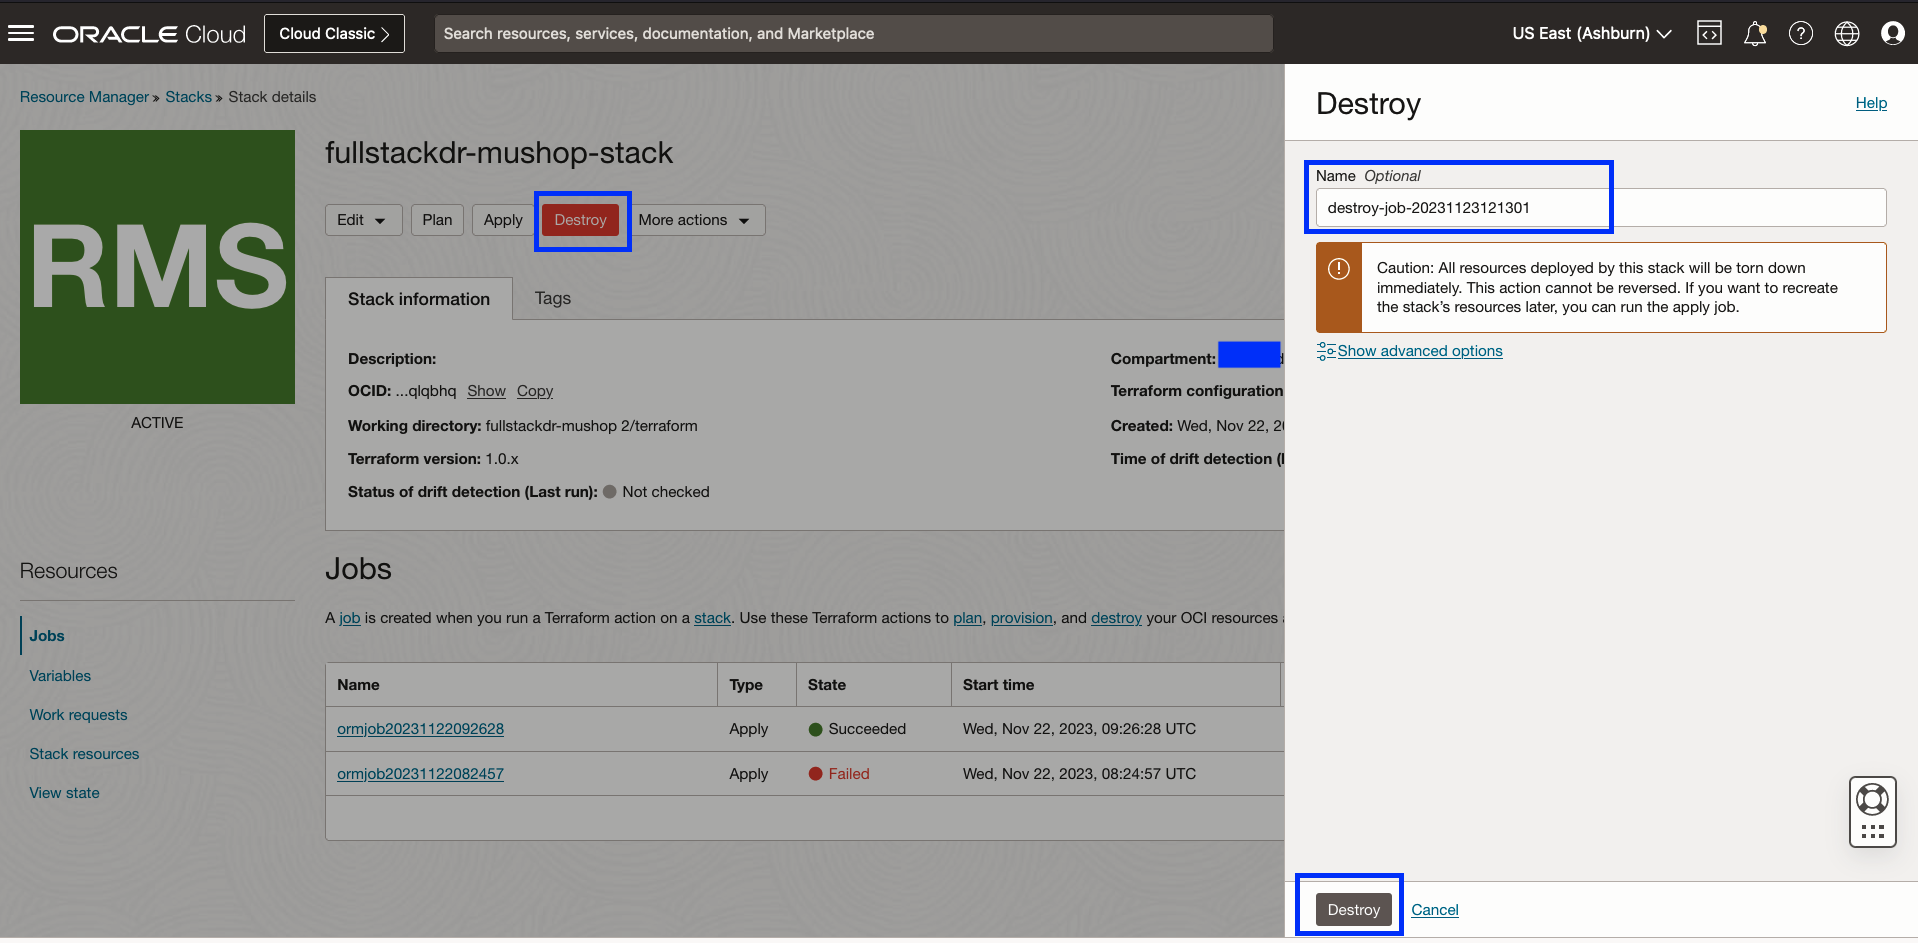 ORACLE Cloud
Cloud Classic
Search resources, services, documentation, and Marketplace
US East (Ashburn)
Resource Manager » Stacks » Stack details
RMS
ACTIVE
fullstackdr-mushop-stack
Edit
Plan
Apply
Destroy
More actions
Stack information
Tags
Description:
OCID: ...qlqbhq Show Copy
Working directory: fullstackdr-mushop 2/terraform
Terraform version: 1.0.x
Status of drift detection (Last run): Not checked
Compartment:
Terraform configuration
Created: Wed, Nov 22, 2
Time of drift detection (
Resources
Jobs
Variables
Work requests
Stack resources
View state
Jobs
A job is created when you run a Terraform action on a stack. Use these Terraform actions to plan, provision, and destroy your OCI resources
Name Type State Start time
ormjob20231122092628 Apply Succeeded Wed, Nov 22, 2023, 09:26:28 UTC
ormjob20231122082457 Apply Failed Wed, Nov 22, 2023, 08:24:57 UTC
Destroy
Help
Name Optional
destroy-job-20231123121301
Caution: All resources deployed by this stack will be torn down
immediately. This action cannot be reversed. If you want to recreate
the stack's resources later, you can run the apply job.
Show advanced options
Destroy
Cancel